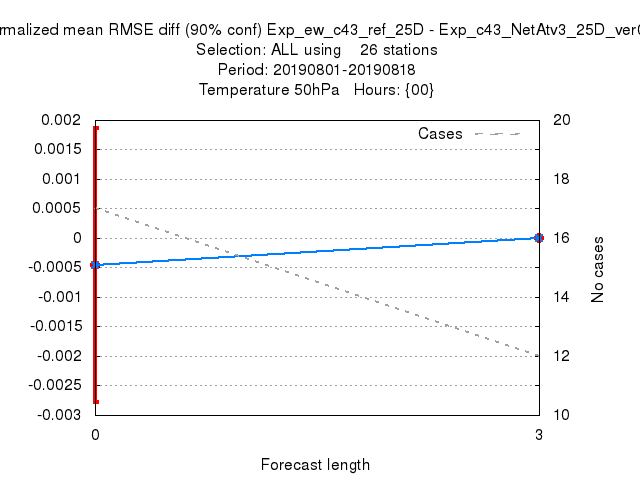 rmalized mean RMSE diff (90% conf) Exp_ew_c43_ref_25D - Exp_c43_NetAtv3_25D_ver
Selection: ALL using 26 stations
Period: 20190801-20190818
Temperature 50hPa Hours: {00}
Cases
0.002
0.0015
0.001
0.0005
0
-0.0005
-0.001
-0.0015
-0.002
-0.0025
-0.003
20
18
16
14
12
10
No cases
0
3
Forecast length